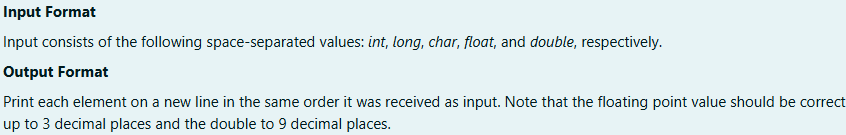 Input Format
Input consists of the following space-separated values: int, long, char, float, and double, respectively.
Output Format
Print each element on a new line in the same order it was received as input. Note that the floating point value should be correct
up to 3 decimal places and the double to 9 decimal places.